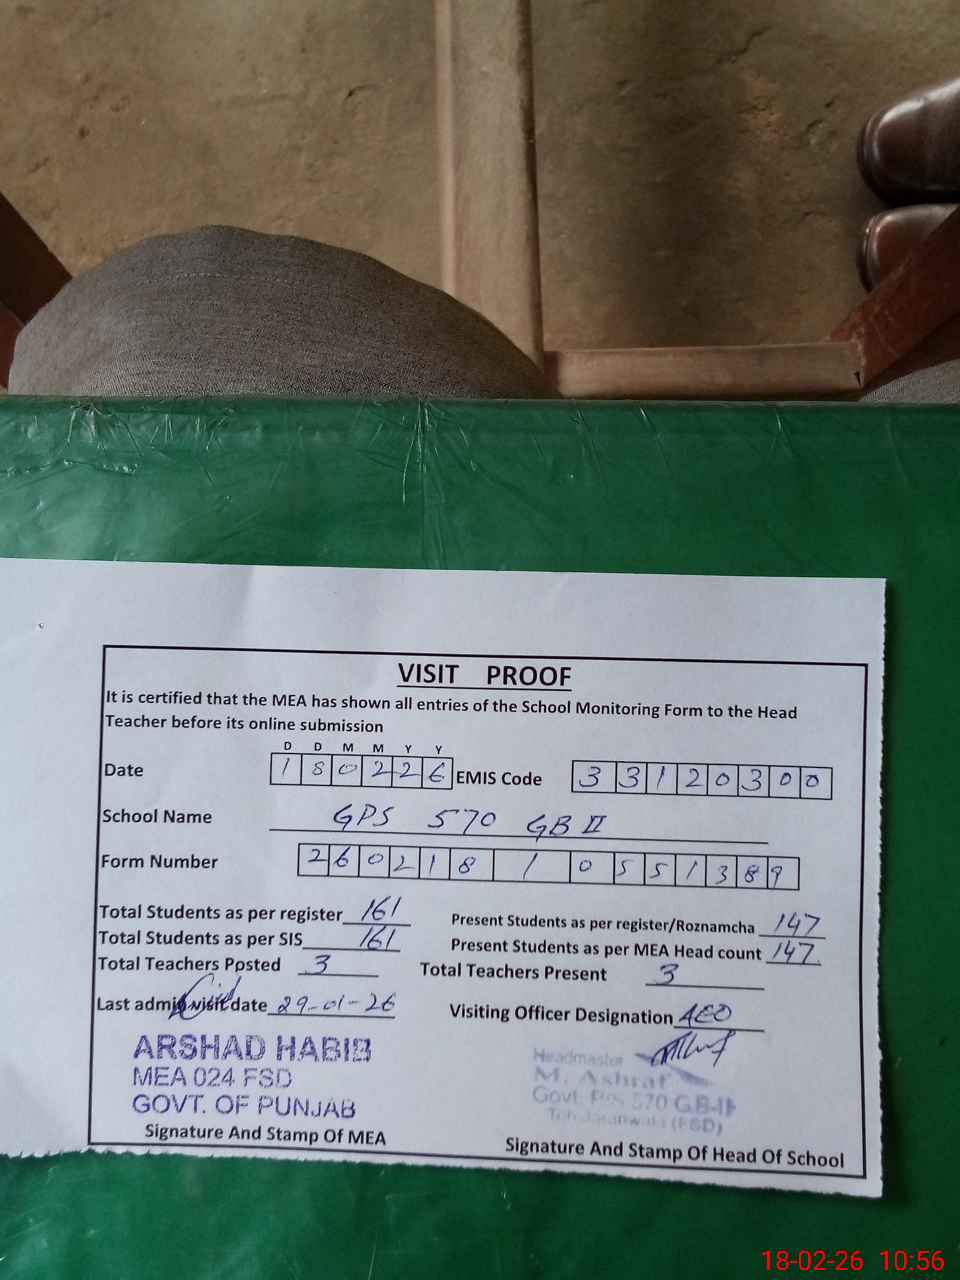 VISIT PROOF
It is certified that the MEA has shown all entries of the School Monitoring Form to the Head
Teacher before its online submission
D D M M Y Y
Date 1 8 0 2 2 6 EMIS Code 3 3 1 2 0 3 0 0
School Name GPS 570 GB II
Form Number 2 6 0 2 1 8 1 0 5 5 1 3 8 9
Total Students as per register 161 Present Students as per register/Roznamcha 147
Total Students as per SIS 161 Present Students as per MEA Head count 147
Total Teachers Posted 3 Total Teachers Present 3
Last admin visit date 29-01-26 Visiting Officer Designation AEO
ARSHAD HABIB
MEA 024 FSD
GOVT. OF PUNJAB
Signature And Stamp Of MEA
Headmaster
M. Ashraf
Govt. P/S 570 G.B-II
(FSD)
Signature And Stamp Of Head Of School
18-02-26 10:56